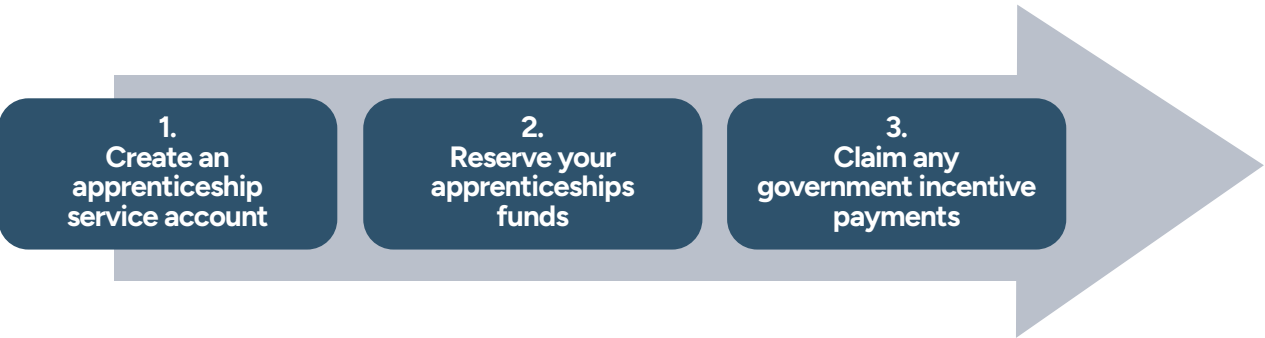 1.
Create an
apprenticeship
service account
2.
Reserve your
apprenticeships
funds
3.
Claim any
government incentive
payments